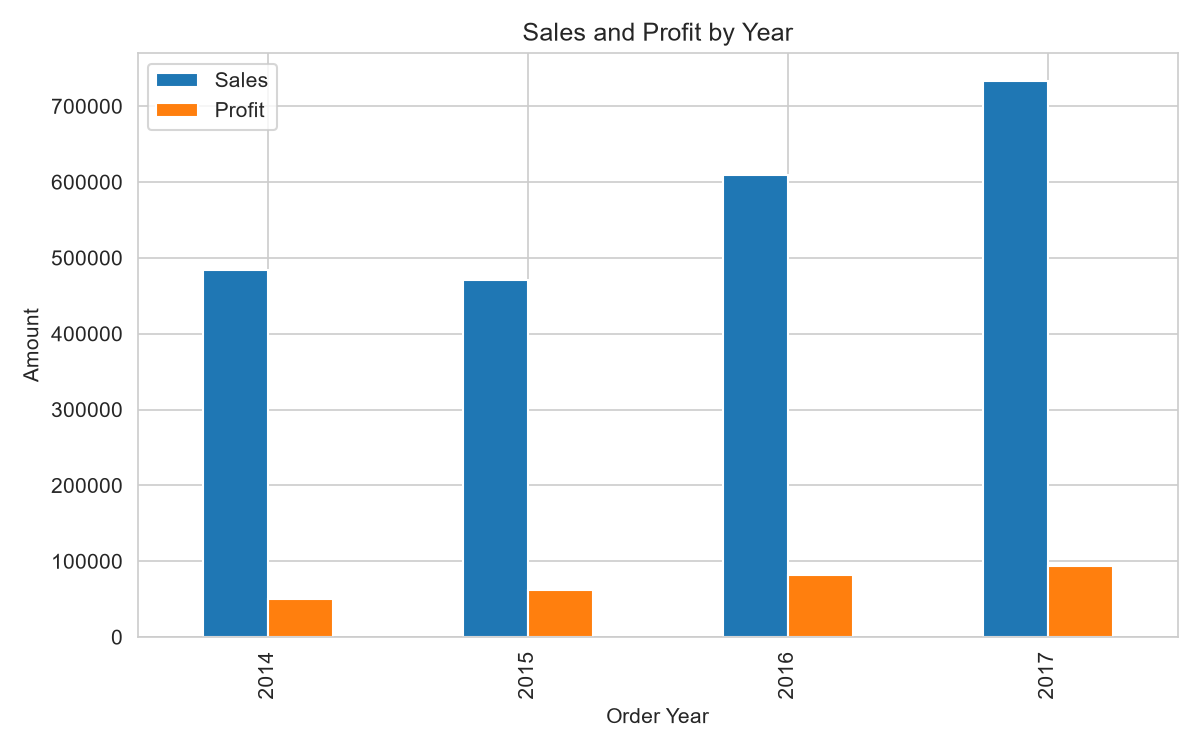 Sales and Profit by Year
Sales
Profit
700000
600000
500000
400000
300000
200000
100000
0
Amount
2014
2015
2016
2017
Order Year